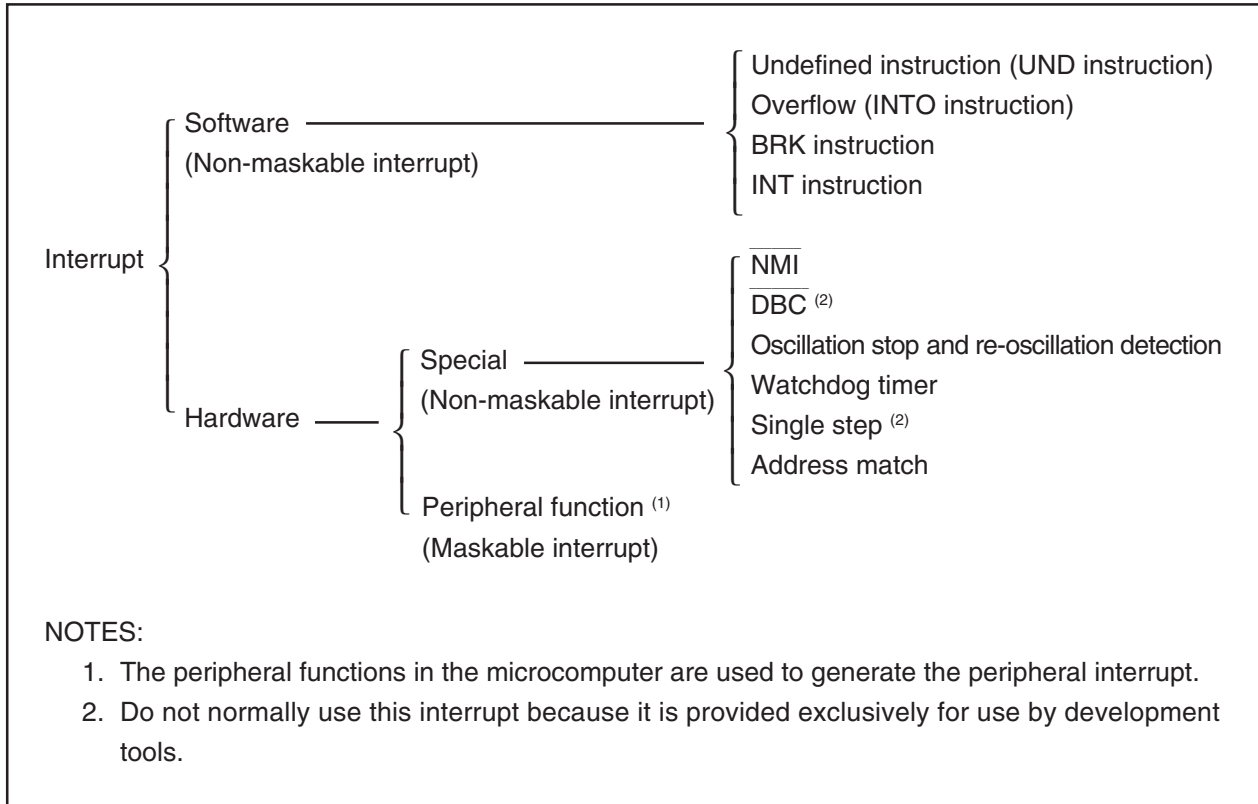 Undefined instruction (UND instruction)
Software
Overflow (INTO instruction)
(Non-maskable interrupt)
BRK instruction
INT instruction
Interrupt
NMI
DBC (2)
Special
Oscillation stop and re-oscillation detection
(Non-maskable interrupt)
Watchdog timer
Hardware
Single step (2)
Address match
Peripheral function (1)
(Maskable interrupt)
NOTES:
1. The peripheral functions in the microcomputer are used to generate the peripheral interrupt.
2. Do not normally use this interrupt because it is provided exclusively for use by development
tools.